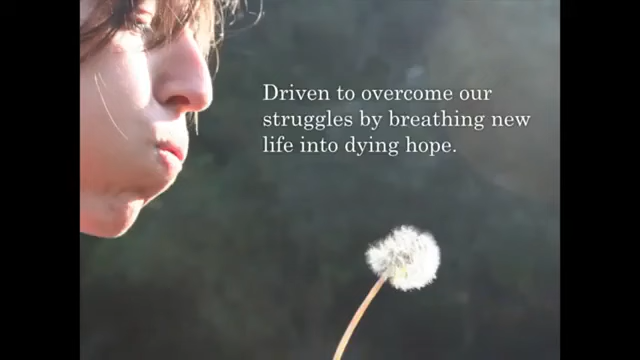 Driven to overcome our
struggles by breathing new
life into dying hope.